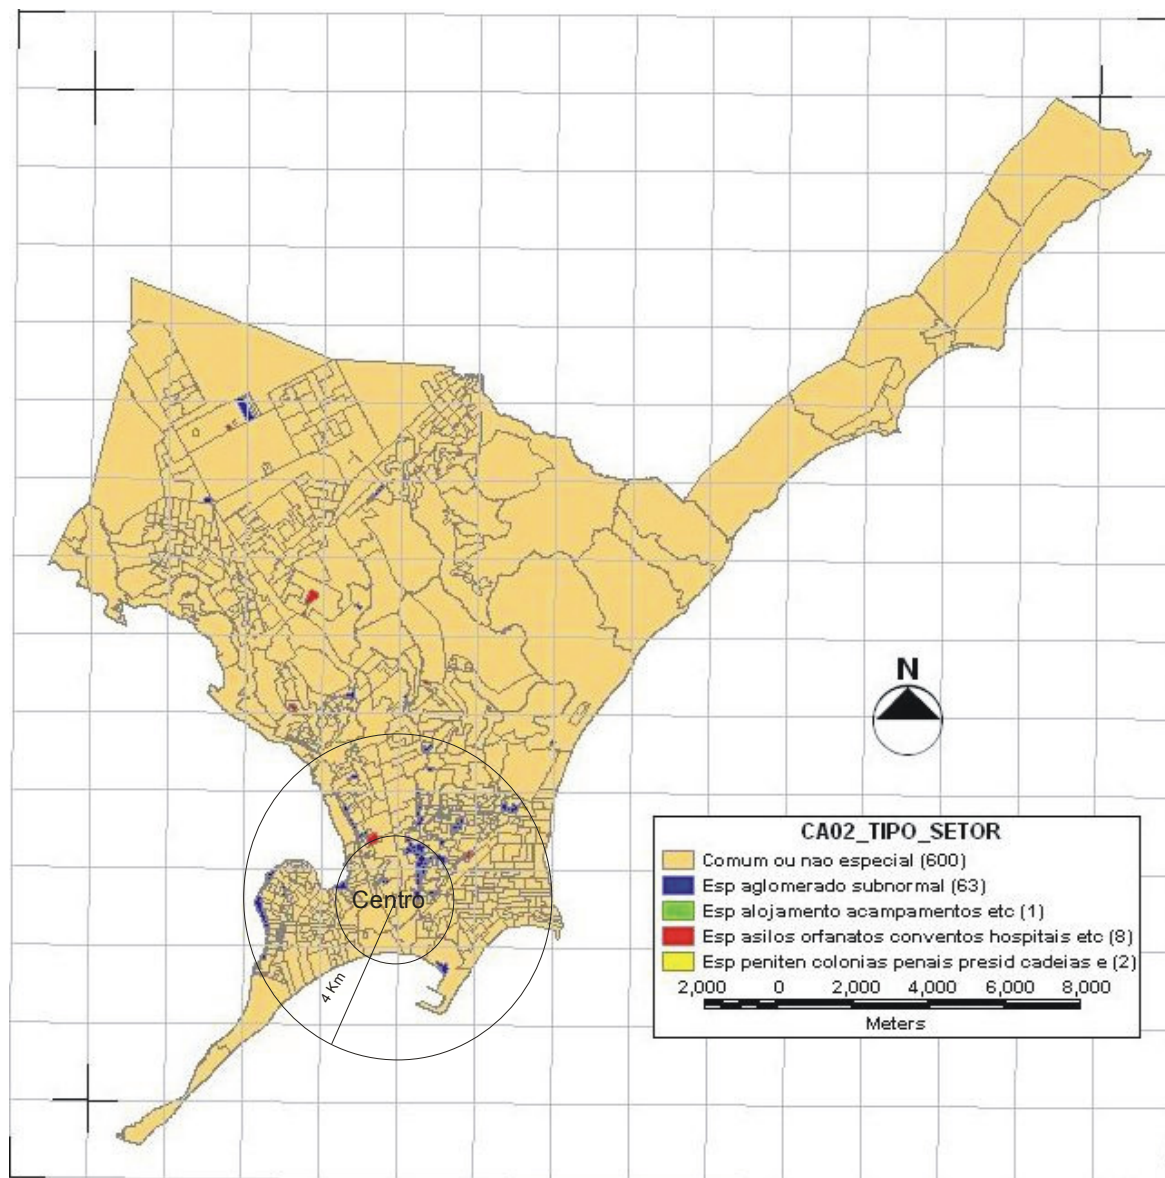 N
Centro
4 Km
CA02_TIPO_SETOR
Comum ou nao especial (600)
Esp aglomerado subnormal (63)
Esp alojamento acampamentos etc (1)
Esp asilos orfanatos conventos hospitais etc (8)
Esp peniten colonias penais presid cadeias e (2)
2,000 0 2,000 4,000 6,000 8,000
Meters